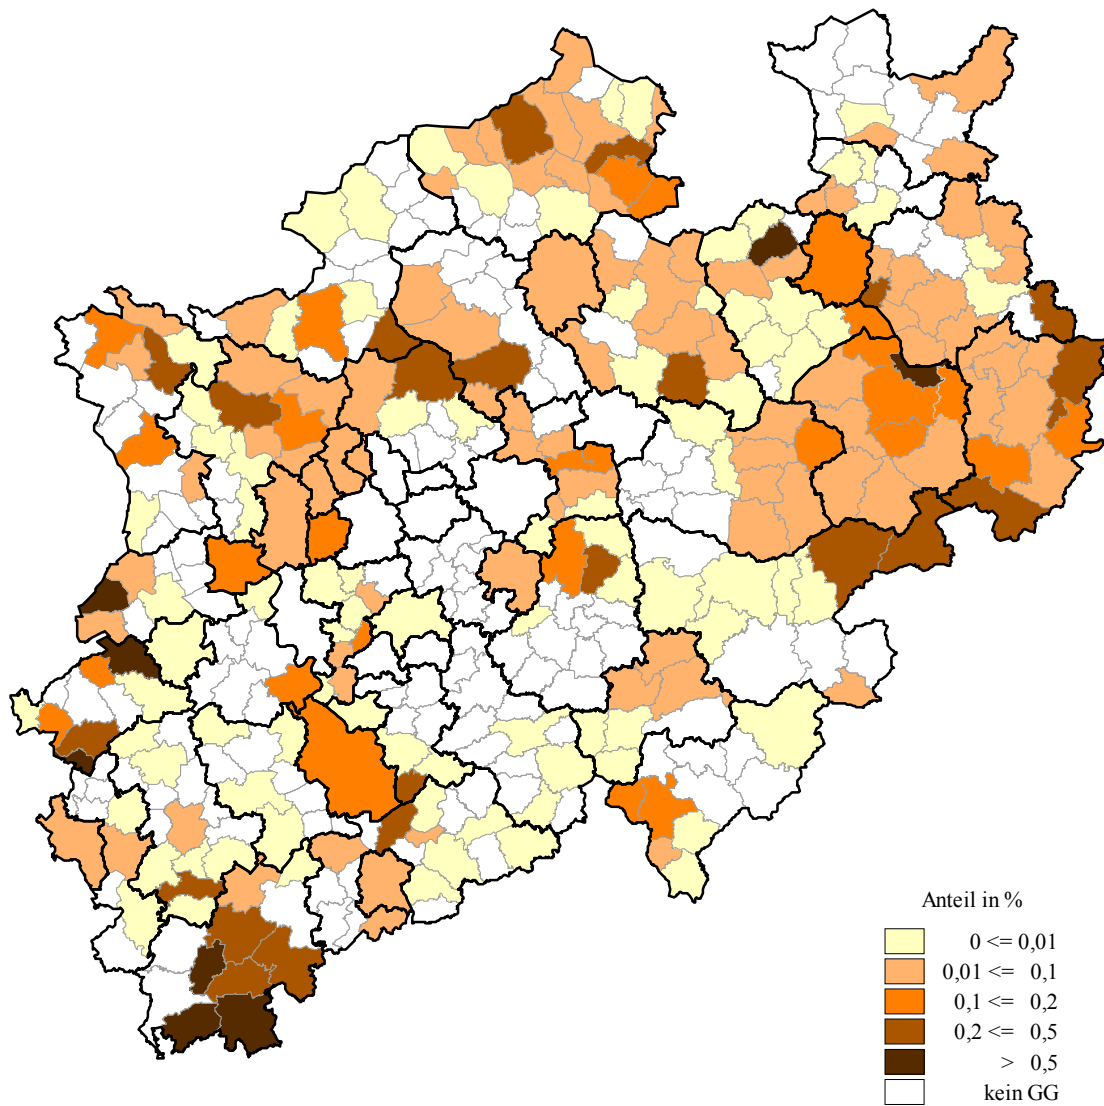 Anteil in %
0 <= 0,01
0,01 <= 0,1
0,1 <= 0,2
0,2 <= 0,5
> 0,5
kein GG